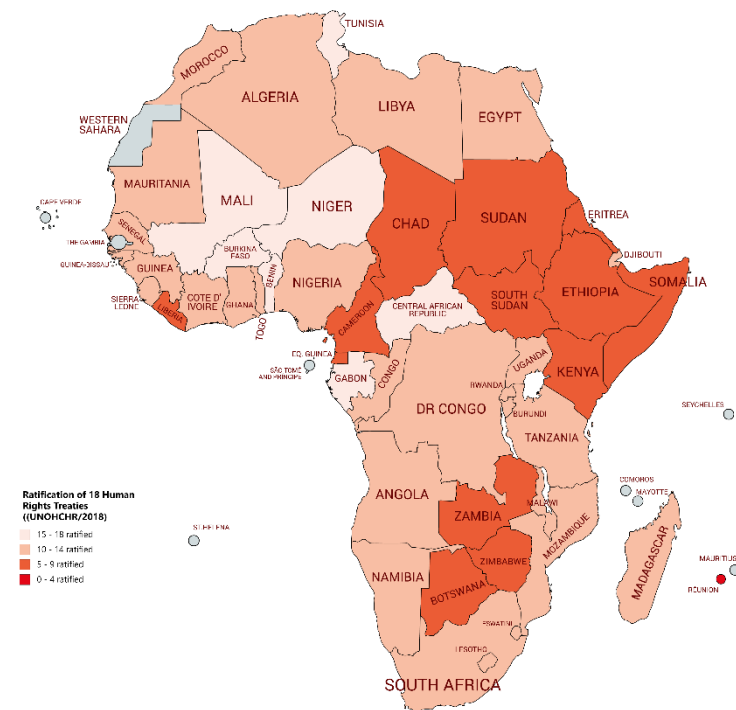 TUNISIA
MOROCCO
ALGERIA
LIBYA
EGYPT
WESTERN
SAHARA
MAURITANIA
MALI
NIGER
CHAD
SUDAN
ERITREA
CAPE VERDE
SENEGAL
THE GAMBIA
GUINEA-BISSAU
GUINEA
BURKINA
FASO
BENIN
NIGERIA
DJIBOUTI
SIERRA
LEONE
LIBERIA
COTE D'
IVOIRE
GHANA
TOGO
CAMEROON
CENTRAL AFRICAN
REPUBLIC
SOUTH
SUDAN
ETHIOPIA
SOMALIA
EQ. GUINEA
SÃO TOMÉ
AND PRINCIPE
GABON
CONGO
DR CONGO
UGANDA
KENYA
RWANDA
BURUNDI
TANZANIA
SEYCHELLES
COMOROS
MAYOTTE
ANGOLA
ZAMBIA
MALAWI
MOZAMBIQUE
ST.HELENA
ZIMBABWE
NAMIBIA
BOTSWANA
MADAGASCAR
MAURITIUS
RÉUNION
ESWATINI
LESOTHO
SOUTH AFRICA
Ratification of 18 Human
Rights Treaties
((UNOHCHR/2018)
15 - 18 ratified
10 - 14 ratified
5 - 9 ratified
0 - 4 ratified